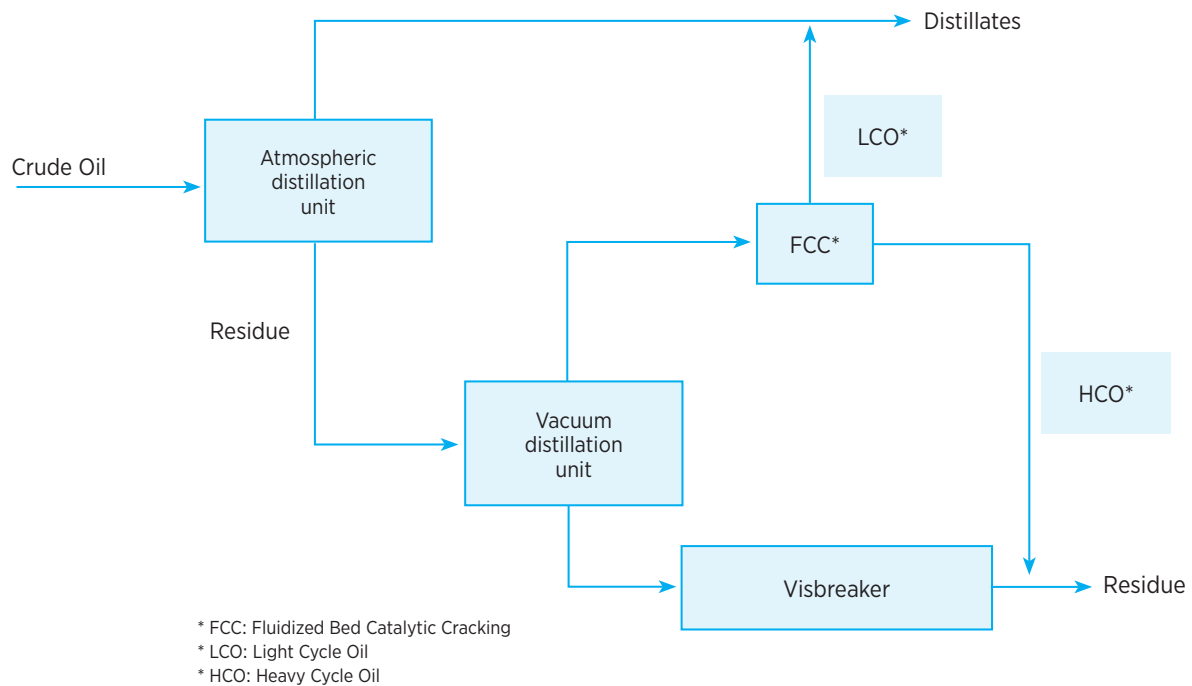 Distillates
LCO*
Crude Oil
Atmospheric
distillation
unit
FCC*
Residue
HCO*
Vacuum
distillation
unit
Visbreaker
Residue
* FCC: Fluidized Bed Catalytic Cracking
* LCO: Light Cycle Oil
* HCO: Heavy Cycle Oil